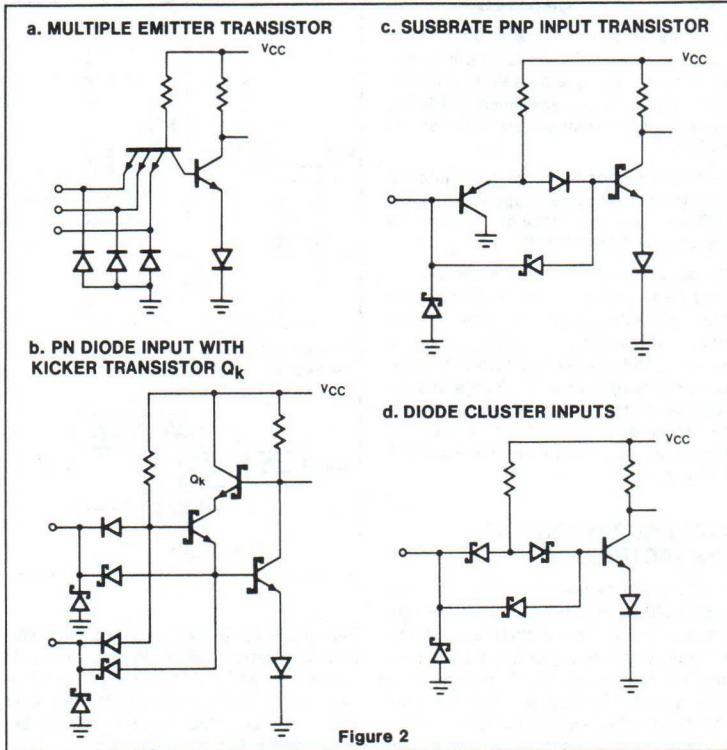 a. MULTIPLE EMITTER TRANSISTOR
VCC
b. PN DIODE INPUT WITH
KICKER TRANSISTOR Qk
VCC
Qk
c. SUSBRATE PNP INPUT TRANSISTOR
VCC
d. DIODE CLUSTER INPUTS
VCC
Figure 2